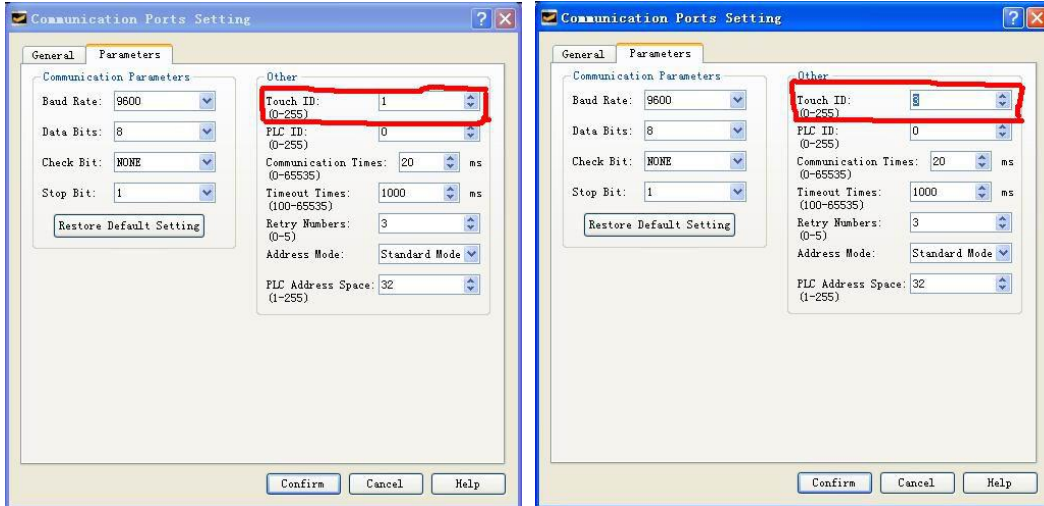 Communication Ports Setting
General Parameters
Communication Parameters
Baud Rate: 9600
Data Bits: 8
Check Bit: NONE
Stop Bit: 1
Restore Default Setting
Other
Touch ID: 1
(0-255)
PLC ID: 0
(0-255)
Communication Times: 20 ms
(0-65535)
Timeout Times: 1000 ms
(100-65535)
Retry Numbers: 3
(0-5)
Address Mode: Standard Mode
PLC Address Space: 32
(1-255)
Confirm Cancel Help
Communication Ports Setting
General Parameters
Communication Parameters
Baud Rate: 9600
Data Bits: 8
Check Bit: NONE
Stop Bit: 1
Restore Default Setting
Other
Touch ID:
(0-255)
PLC ID: 0
(0-255)
Communication Times: 20 ms
(0-65535)
Timeout Times: 1000 ms
(100-65535)
Retry Numbers: 3
(0-5)
Address Mode: Standard Mode
PLC Address Space: 32
(1-255)
Confirm Cancel Help